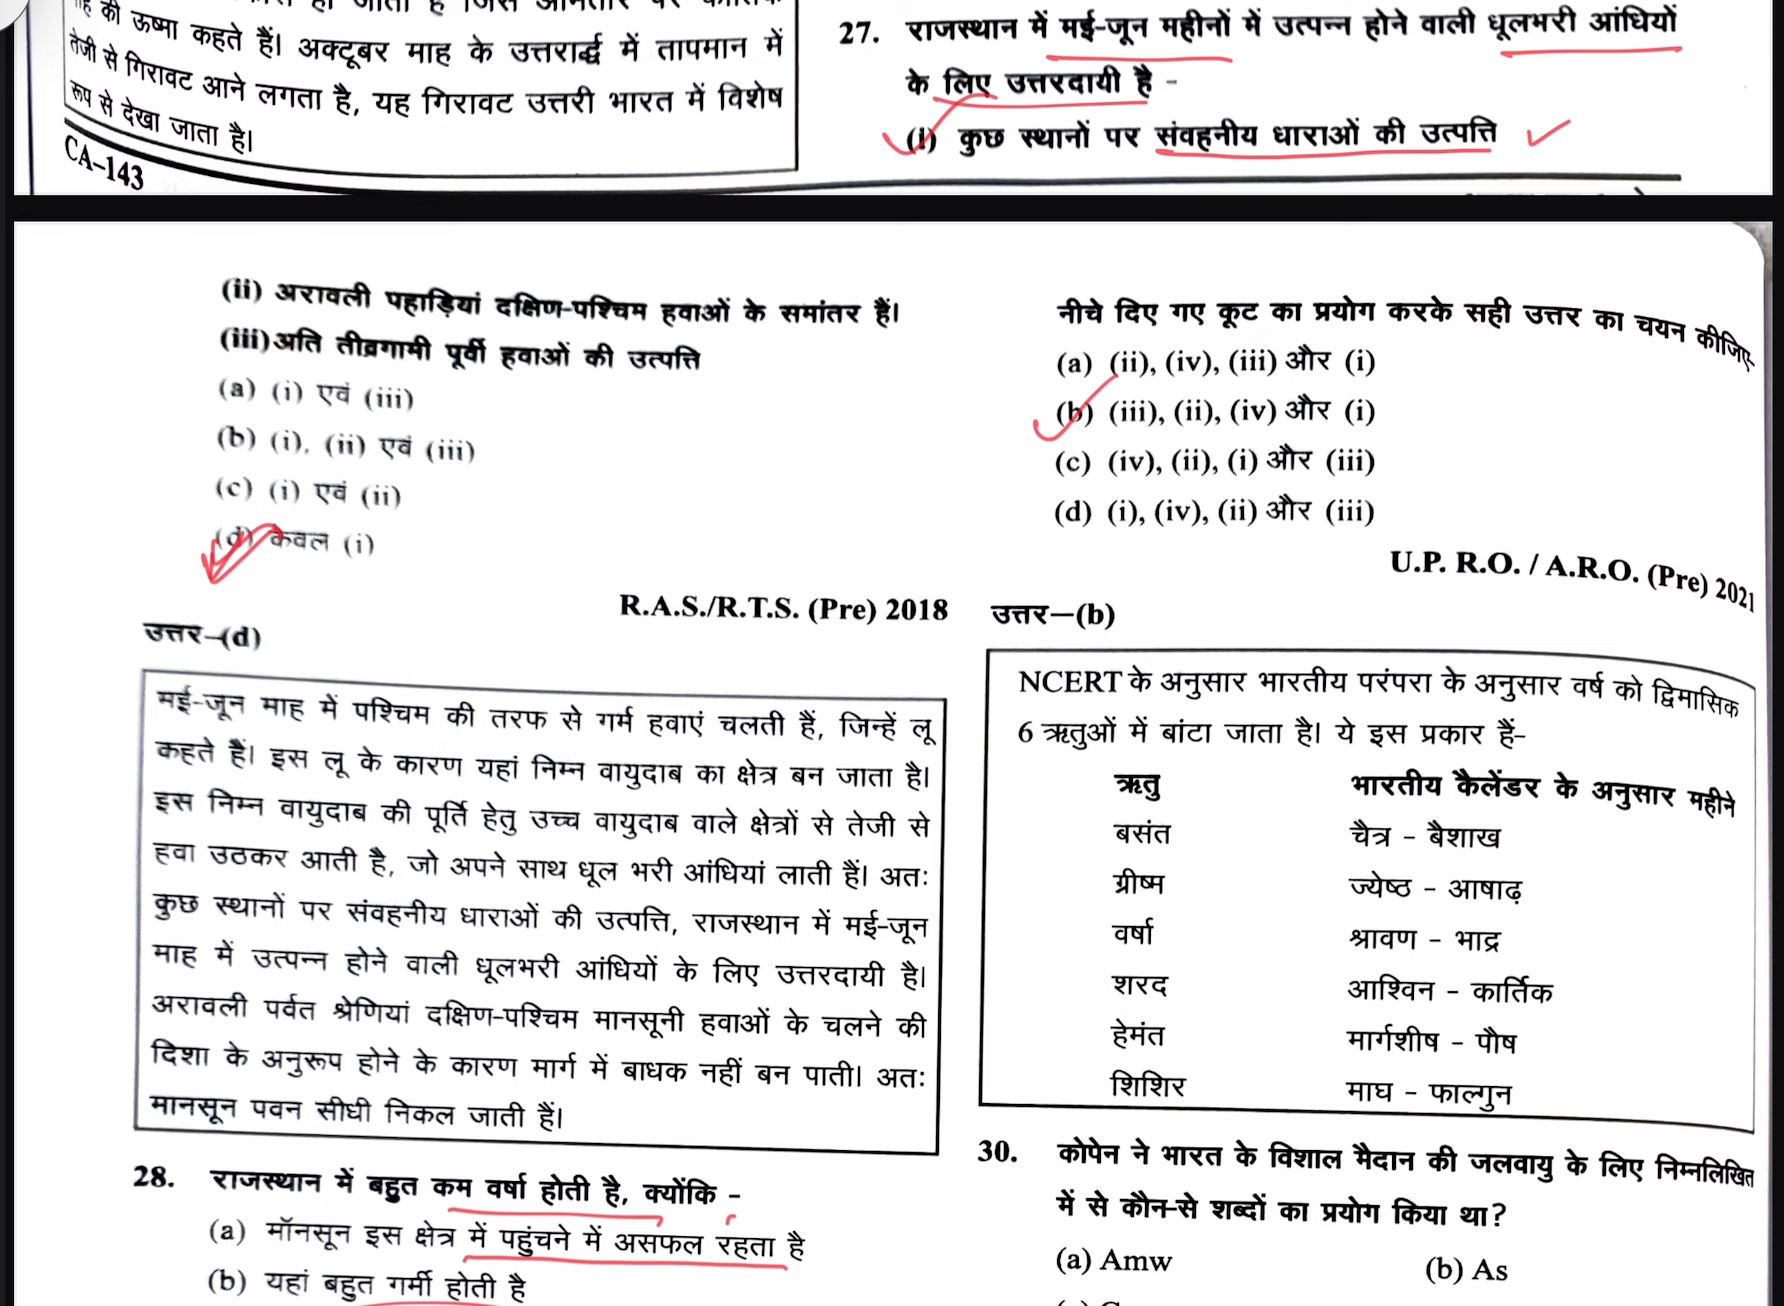 की ऊष्मा कहते हैं। अक्टूबर माह के उत्तरार्द्ध में तापमान में
तेजी से गिरावट आने लगता है, यह गिरावट उत्तरी भारत में विशेष
रूप से देखा जाता है।
CA–143
27. राजस्थान में मई-जून महीनों में उत्पन्न होने वाली धूलभरी आंधियों
के लिए उत्तरदायी है -
(i) कुछ स्थानों पर संवहनीय धाराओं की उत्पत्ति
(ii) अरावली पहाड़ियां दक्षिण-पश्चिम हवाओं के समांतर हैं।
(iii) अति तीव्रगामी पूर्वी हवाओं की उत्पत्ति
(a) (i) एवं (iii)
(b) (i), (ii) एवं (iii)
(c) (i) एवं (ii)
(d) केवल (i)
R.A.S./R.T.S. (Pre) 2018
उत्तर–(d)
मई-जून माह में पश्चिम की तरफ से गर्म हवाएं चलती हैं, जिन्हें लू
कहते हैं। इस लू के कारण यहां निम्न वायुदाब का क्षेत्र बन जाता है।
इस निम्न वायुदाब की पूर्ति हेतु उच्च वायुदाब वाले क्षेत्रों से तेजी से
हवा उठकर आती है, जो अपने साथ धूल भरी आंधियां लाती हैं। अतः
कुछ स्थानों पर संवहनीय धाराओं की उत्पत्ति, राजस्थान में मई-जून
माह में उत्पन्न होने वाली धूलभरी आंधियों के लिए उत्तरदायी है।
अरावली पर्वत श्रेणियां दक्षिण-पश्चिम मानसूनी हवाओं के चलने की
दिशा के अनुरूप होने के कारण मार्ग में बाधक नहीं बन पाती। अतः
मानसून पवन सीधी निकल जाती हैं।
28. राजस्थान में बहुत कम वर्षा होती है, क्योंकि -
(a) मॉनसून इस क्षेत्र में पहुंचने में असफल रहता है
(b) यहां बहुत गर्मी होती है
नीचे दिए गए कूट का प्रयोग करके सही उत्तर का चयन कीजिए-
(a) (ii), (iv), (iii) और (i)
(b) (iii), (ii), (iv) और (i)
(c) (iv), (ii), (i) और (iii)
(d) (i), (iv), (ii) और (iii)
U.P. R.O. / A.R.O. (Pre) 2021
उत्तर—(b)
NCERT के अनुसार भारतीय परंपरा के अनुसार वर्ष को द्विमासिक
6 ऋतुओं में बांटा जाता है। ये इस प्रकार हैं-
ऋतु भारतीय कैलेंडर के अनुसार महीने
बसंत चैत्र - बैशाख
ग्रीष्म ज्येष्ठ - आषाढ़
वर्षा श्रावण - भाद्र
शरद आश्विन - कार्तिक
हेमंत मार्गशीष - पौष
शिशिर माघ - फाल्गुन
30. कोपेन ने भारत के विशाल मैदान की जलवायु के लिए निम्नलिखित
में से कौन-से शब्दों का प्रयोग किया था?
(a) Amw (b) As